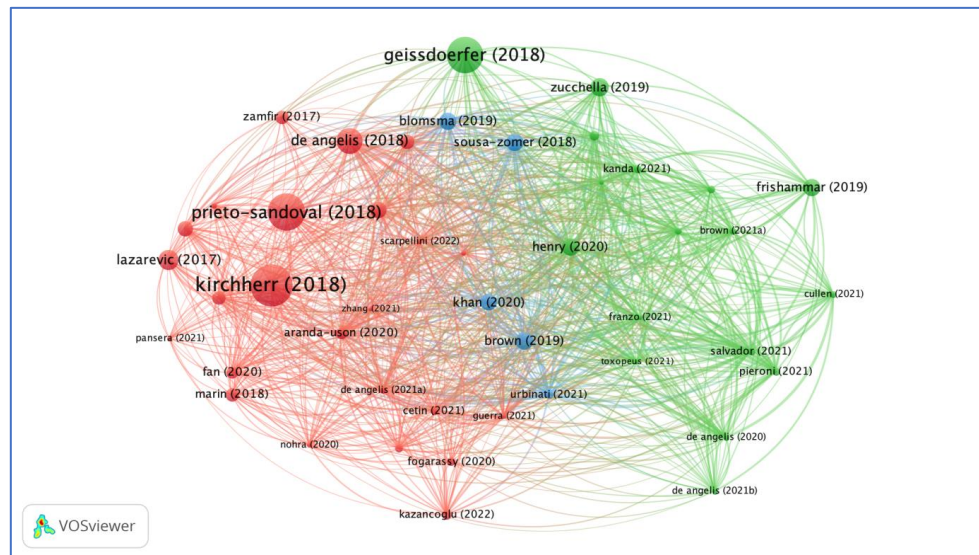 geissdoerfer (2018)
zucchella (2019)
zamfir (2017)
blomsma (2019)
de angelis (2018)
sousa-zomer (2018)
kanda (2021)
frishammar (2019)
prieto-sandoval (2018)
brown (2021a)
scarpellini (2022)
henry (2020)
lazarevic (2017)
kirchherr (2018)
cullen (2021)
khan (2020)
zhang (2021)
franzo (2021)
pansera (2021)
aranda-uson (2020)
brown (2019)
salvador (2021)
toxopeus (2021)
pieroni (2021)
fan (2020)
marin (2018)
de angelis (2021a)
urbinati (2021)
cetin (2021)
guerra (2021)
de angelis (2020)
nohra (2020)
fogarassy (2020)
de angelis (2021b)
kazancoglu (2022)
VOSviewer